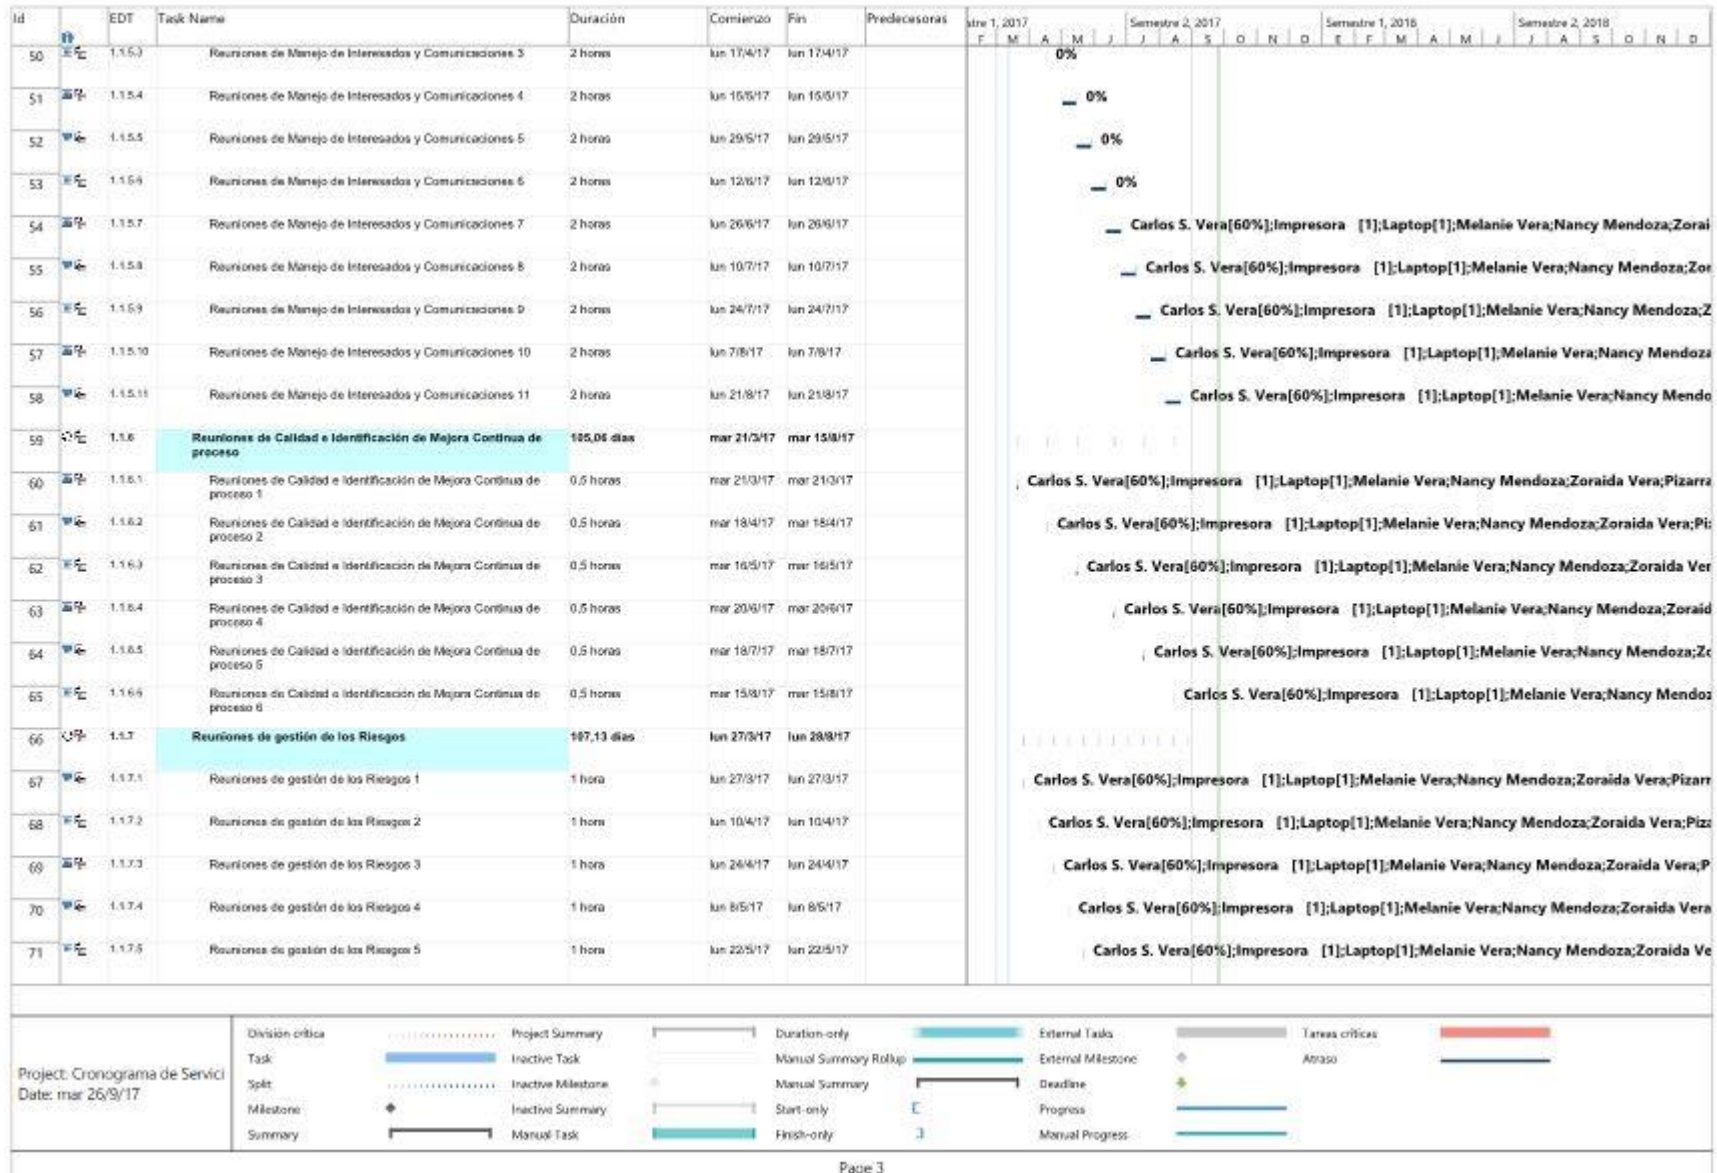 Id EDT Task Name Duración Comienzo Fin Predecesoras stre 1, 2017 Semestre 2, 2017 Semestre 1, 2018 Semestre 2, 2018
F M A M J J A S O N D E F M A M J J A S O N D
50 1.1.5.3 Reuniones de Manejo de Interesados y Comunicaciones 3 2 horas lun 17/4/17 lun 17/4/17 0%
51 1.1.5.4 Reuniones de Manejo de Interesados y Comunicaciones 4 2 horas lun 15/5/17 lun 15/5/17 0%
52 1.1.5.5 Reuniones de Manejo de Interesados y Comunicaciones 5 2 horas lun 29/5/17 lun 29/5/17 0%
53 1.1.5.6 Reuniones de Manejo de Interesados y Comunicaciones 6 2 horas lun 12/6/17 lun 12/6/17 0%
54 1.1.5.7 Reuniones de Manejo de Interesados y Comunicaciones 7 2 horas lun 26/6/17 lun 26/6/17 Carlos S. Vera[60%];Impresora [1];Laptop[1];Melanie Vera;Nancy Mendoza;Zorai
55 1.1.5.8 Reuniones de Manejo de Interesados y Comunicaciones 8 2 horas lun 10/7/17 lun 10/7/17 Carlos S. Vera[60%];Impresora [1];Laptop[1];Melanie Vera;Nancy Mendoza;Zor
56 1.1.5.9 Reuniones de Manejo de Interesados y Comunicaciones 9 2 horas lun 24/7/17 lun 24/7/17 Carlos S. Vera[60%];Impresora [1];Laptop[1];Melanie Vera;Nancy Mendoza;Z
57 1.1.5.10 Reuniones de Manejo de Interesados y Comunicaciones 10 2 horas lun 7/8/17 lun 7/8/17 Carlos S. Vera[60%];Impresora [1];Laptop[1];Melanie Vera;Nancy Mendoza
58 1.1.5.11 Reuniones de Manejo de Interesados y Comunicaciones 11 2 horas lun 21/8/17 lun 21/8/17 Carlos S. Vera[60%];Impresora [1];Laptop[1];Melanie Vera;Nancy Mendo
59 1.1.6 Reuniones de Calidad e Identificación de Mejora Continua de 105,06 días mar 21/3/17 mar 15/8/17
proceso
60 1.1.6.1 Reuniones de Calidad e Identificación de Mejora Continua de 0,5 horas mar 21/3/17 mar 21/3/17 Carlos S. Vera[60%];Impresora [1];Laptop[1];Melanie Vera;Nancy Mendoza;Zoraida Vera;Pizarra
proceso 1
61 1.1.6.2 Reuniones de Calidad e Identificación de Mejora Continua de 0,5 horas mar 18/4/17 mar 18/4/17 Carlos S. Vera[60%];Impresora [1];Laptop[1];Melanie Vera;Nancy Mendoza;Zoraida Vera;Pi
proceso 2
62 1.1.6.3 Reuniones de Calidad e Identificación de Mejora Continua de 0,5 horas mar 16/5/17 mar 16/5/17 Carlos S. Vera[60%];Impresora [1];Laptop[1];Melanie Vera;Nancy Mendoza;Zoraida Ver
proceso 3
63 1.1.6.4 Reuniones de Calidad e Identificación de Mejora Continua de 0,5 horas mar 20/6/17 mar 20/6/17 Carlos S. Vera[60%];Impresora [1];Laptop[1];Melanie Vera;Nancy Mendoza;Zoraid
proceso 4
64 1.1.6.5 Reuniones de Calidad e Identificación de Mejora Continua de 0,5 horas mar 18/7/17 mar 18/7/17 Carlos S. Vera[60%];Impresora [1];Laptop[1];Melanie Vera;Nancy Mendoza;Zo
proceso 5
65 1.1.6.6 Reuniones de Calidad e Identificación de Mejora Continua de 0,5 horas mar 15/8/17 mar 15/8/17 Carlos S. Vera[60%];Impresora [1];Laptop[1];Melanie Vera;Nancy Mendoz
proceso 6
66 1.1.7 Reuniones de gestión de los Riesgos 107,13 días lun 27/3/17 lun 28/8/17
67 1.1.7.1 Reuniones de gestión de los Riesgos 1 1 hora lun 27/3/17 lun 27/3/17 Carlos S. Vera[60%];Impresora [1];Laptop[1];Melanie Vera;Nancy Mendoza;Zoraida Vera;Pizarr
68 1.1.7.2 Reuniones de gestión de los Riesgos 2 1 hora lun 10/4/17 lun 10/4/17 Carlos S. Vera[60%];Impresora [1];Laptop[1];Melanie Vera;Nancy Mendoza;Zoraida Vera;Piza
69 1.1.7.3 Reuniones de gestión de los Riesgos 3 1 hora lun 24/4/17 lun 24/4/17 Carlos S. Vera[60%];Impresora [1];Laptop[1];Melanie Vera;Nancy Mendoza;Zoraida Vera;P
70 1.1.7.4 Reuniones de gestión de los Riesgos 4 1 hora lun 8/5/17 lun 8/5/17 Carlos S. Vera[60%];Impresora [1];Laptop[1];Melanie Vera;Nancy Mendoza;Zoraida Vera
71 1.1.7.5 Reuniones de gestión de los Riesgos 5 1 hora lun 22/5/17 lun 22/5/17 Carlos S. Vera[60%];Impresora [1];Laptop[1];Melanie Vera;Nancy Mendoza;Zoraida Ve
Project: Cronograma de Servici
Date: mar 26/9/17
División crítica Project Summary Duration-only External Tasks Tareas críticas
Task Inactive Task Manual Summary Rollup External Milestone Atraso
Split Inactive Milestone Manual Summary Deadline
Milestone Inactive Summary Start-only Progress
Summary Manual Task Finish-only Manual Progress
Page 3